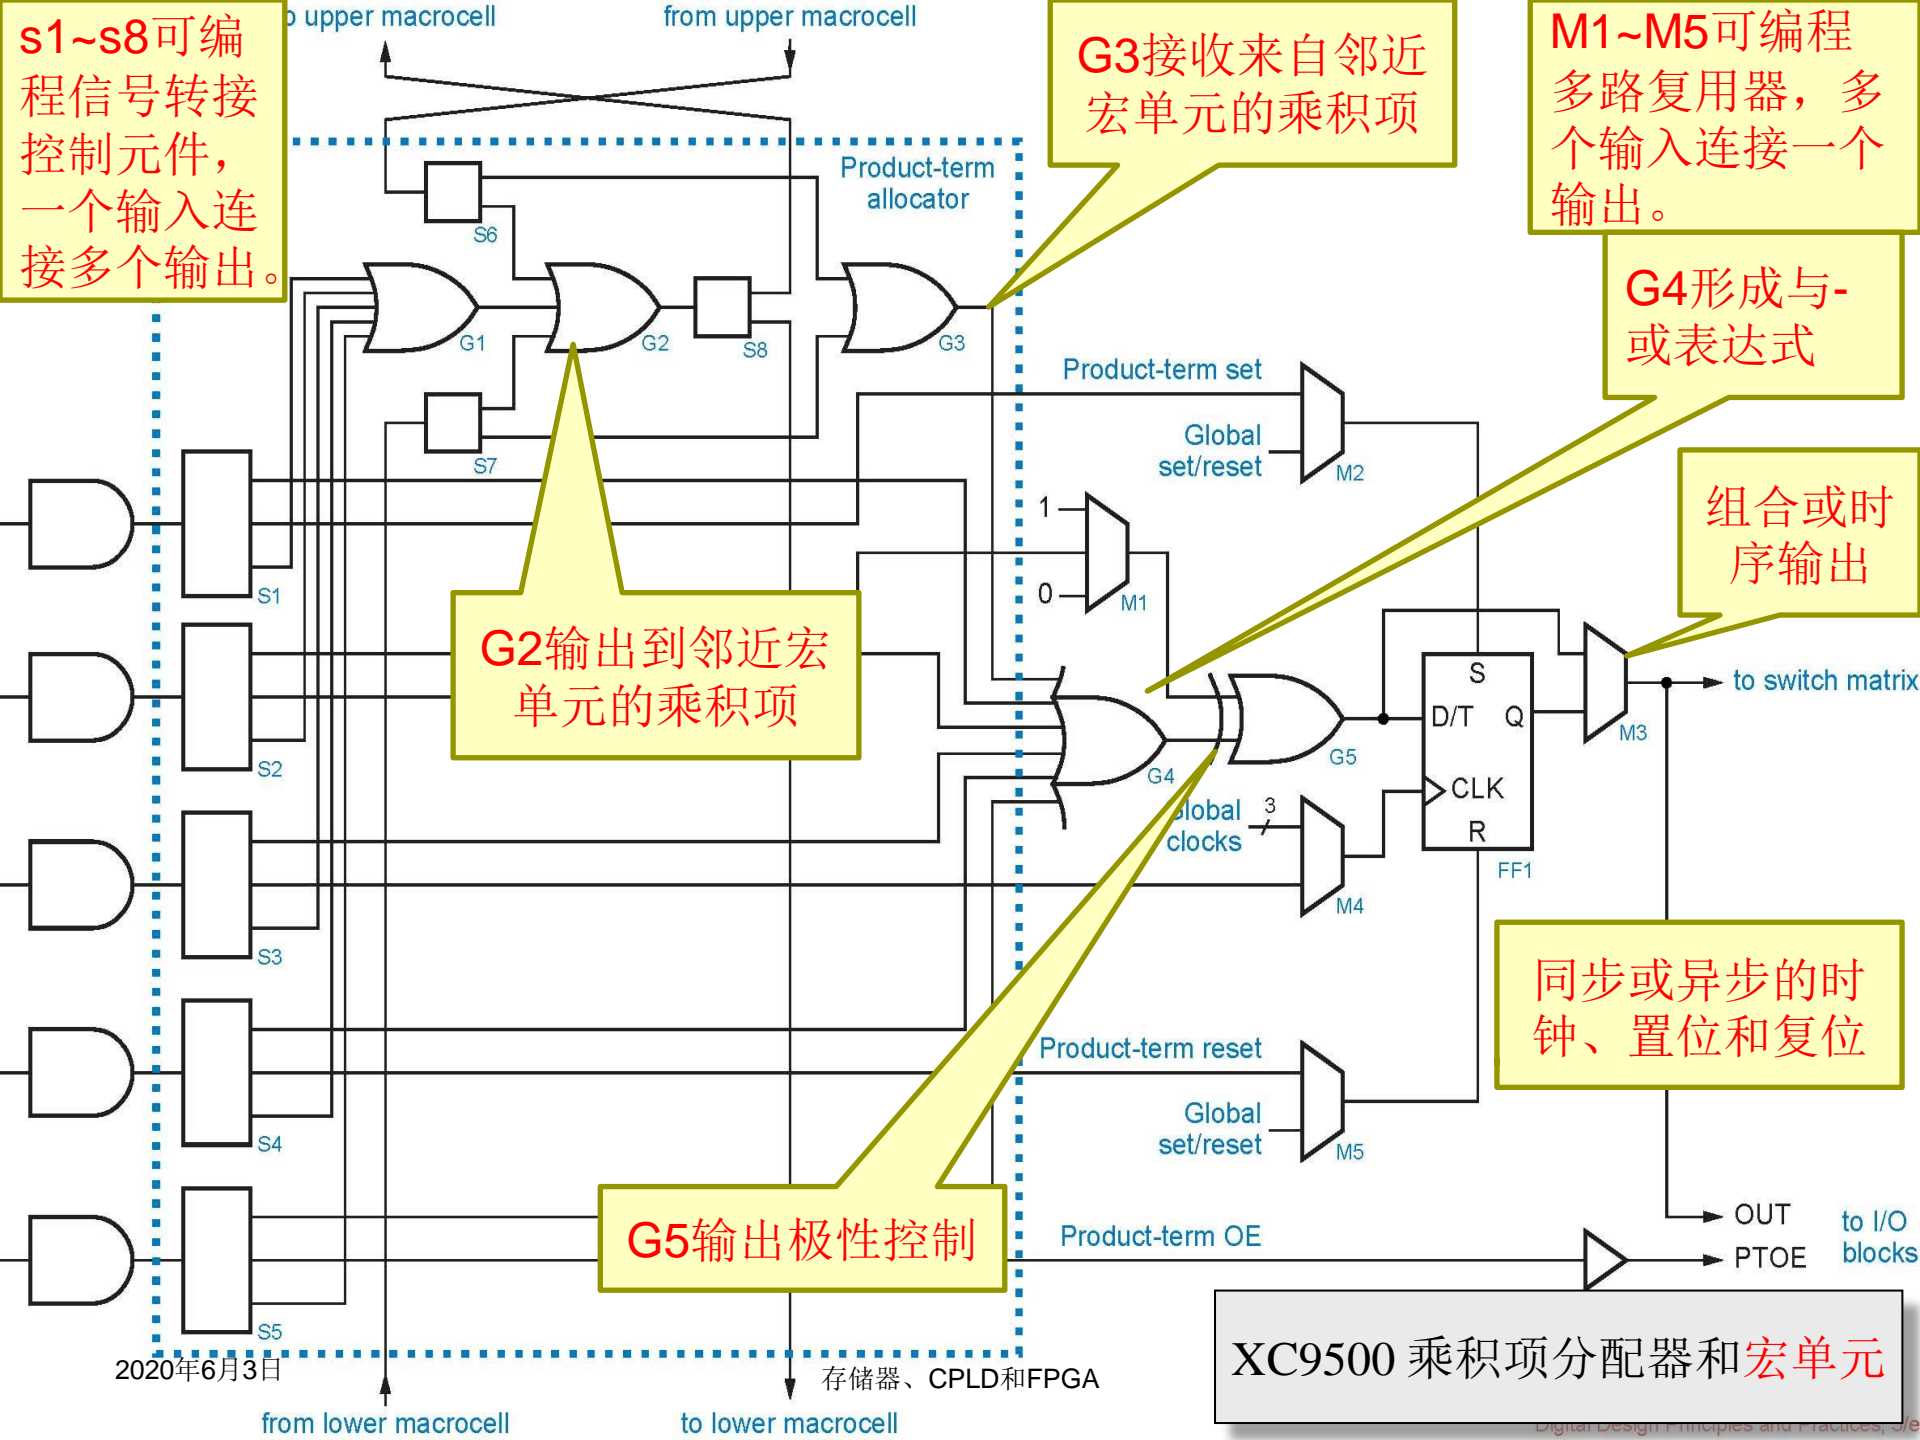 upper macrocell
from upper macrocell
s1~s8可编
程信号转接
控制元件，
一个输入连
接多个输出。
G3接收来自邻近
宏单元的乘积项
M1~M5可编程
多路复用器，多
个输入连接一个
输出。
Product-term
allocator
S6
G4形成与-
或表达式
G1
G2
S8
G3
Product-term set
Global
set/reset
M2
S7
组合或时
序输出
1
0
M1
S1
G2输出到邻近宏
单元的乘积项
S
D/T
Q
CLK
R
FF1
M3
to switch matrix
S2
G4
G5
Global
clocks
3
M4
S3
同步或异步的时
钟、置位和复位
Product-term reset
Global
set/reset
M5
S4
G5输出极性控制
Product-term OE
OUT
PTOE
to I/O
blocks
S5
XC9500 乘积项分配器和宏单元
2020年6月3日
存储器、CPLD和FPGA
from lower macrocell
to lower macrocell
Digital Design Principles and Practices, 5/e